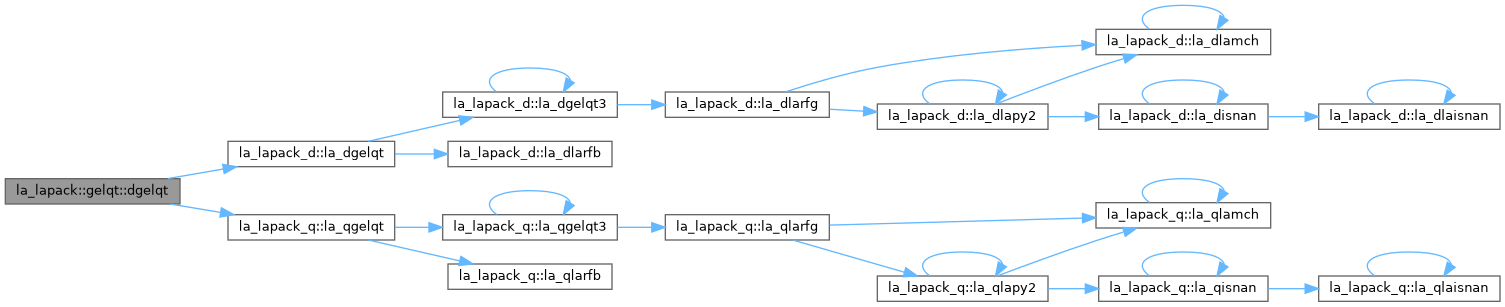 la_lapack_d::la_dlamch
la_lapack_d::la_dgelqt3
la_lapack_d::la_dlarfg
la_lapack_d::la_dlapy2
la_lapack_d::la_disnan
la_lapack_d::la_dlaisnan
la_lapack_d::la_dgelqt
la_lapack_d::la_dlarfb
la_lapack::gelqt::dgelqt
la_lapack_q::la_qlamch
la_lapack_q::la_qgelqt
la_lapack_q::la_qgelqt3
la_lapack_q::la_qlarfg
la_lapack_q::la_qlarfb
la_lapack_q::la_qlapy2
la_lapack_q::la_qisnan
la_lapack_q::la_qlaisnan